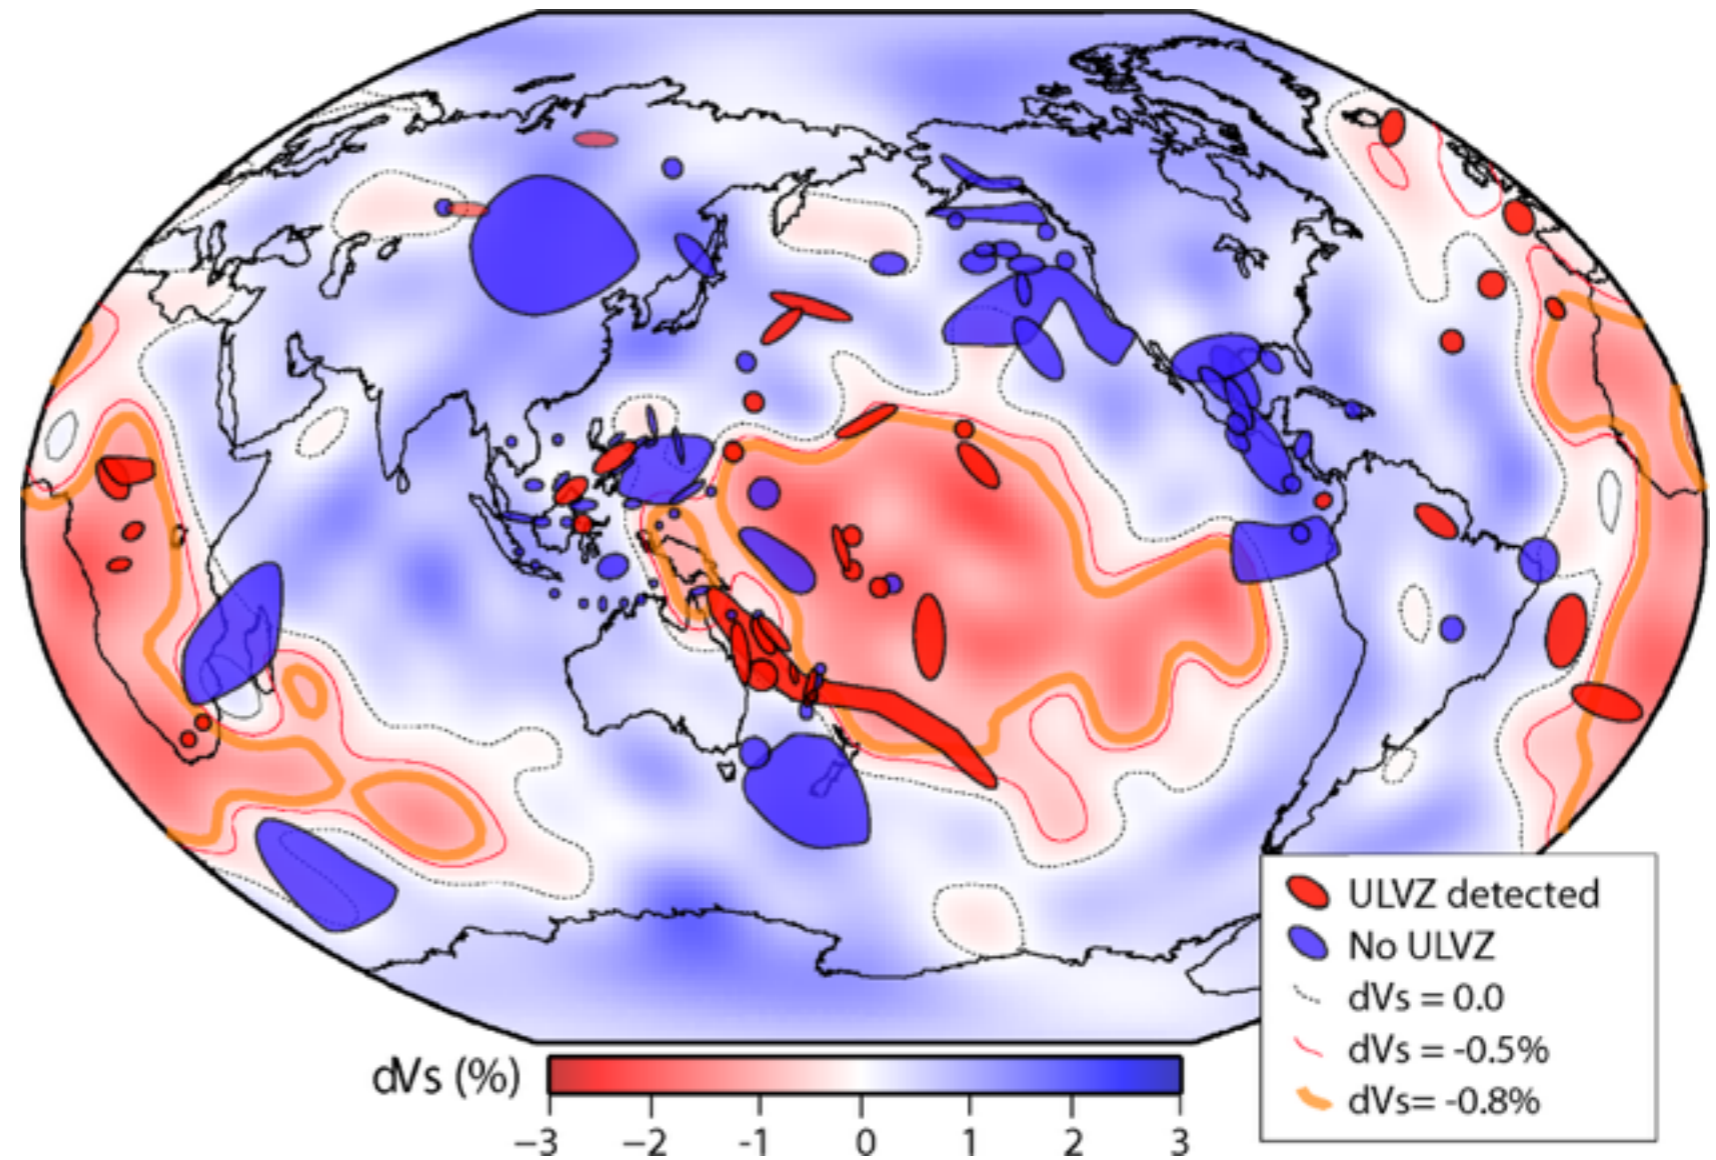 ULVZ detected
No ULVZ
dVs = 0.0
dVs = -0.5%
dVs= -0.8%
dVs (%)
−3 −2 -1 0 1 2 3